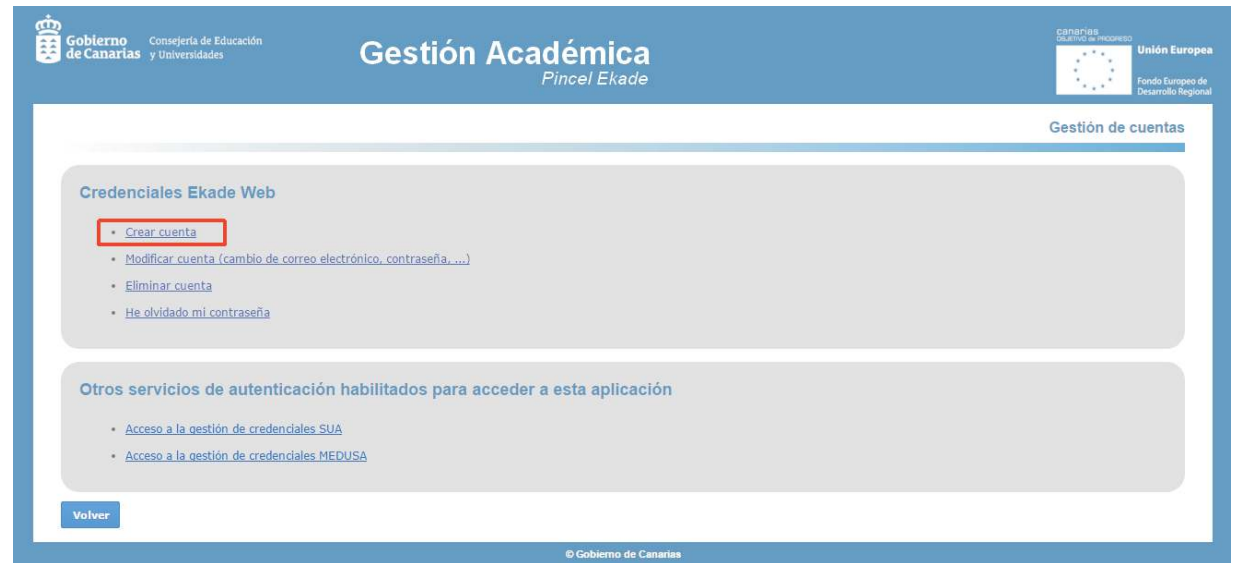 Gobierno
de Canarias
Consejería de Educación
y Universidades
Gestión Académica
Pincel Ekade
canarias
OBJETIVO de PROGRESO
Unión Europea
Fondo Europeo de
Desarrollo Regional
Gestión de cuentas
Credenciales Ekade Web
Crear cuenta
Modificar cuenta (cambio de correo electrónico, contraseña, ...)
Eliminar cuenta
He olvidado mi contraseña
Otros servicios de autenticación habilitados para acceder a esta aplicación
Acceso a la gestión de credenciales SUA
Acceso a la gestión de credenciales MEDUSA
Volver
© Gobierno de Canarias